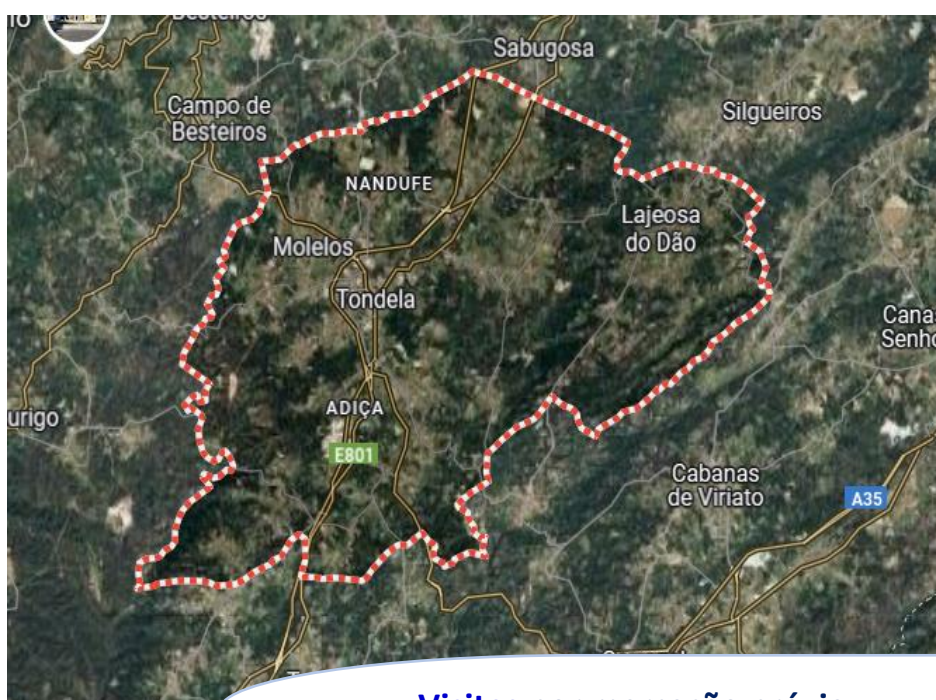 Besteiros
Sabugosa
Campo de
Besteiros
Silgueiros
NANDUFE
Lajeosa
do Dão
Molelos
Tondela
ADIÇA
E801
Cabanas
de Viriato
A35